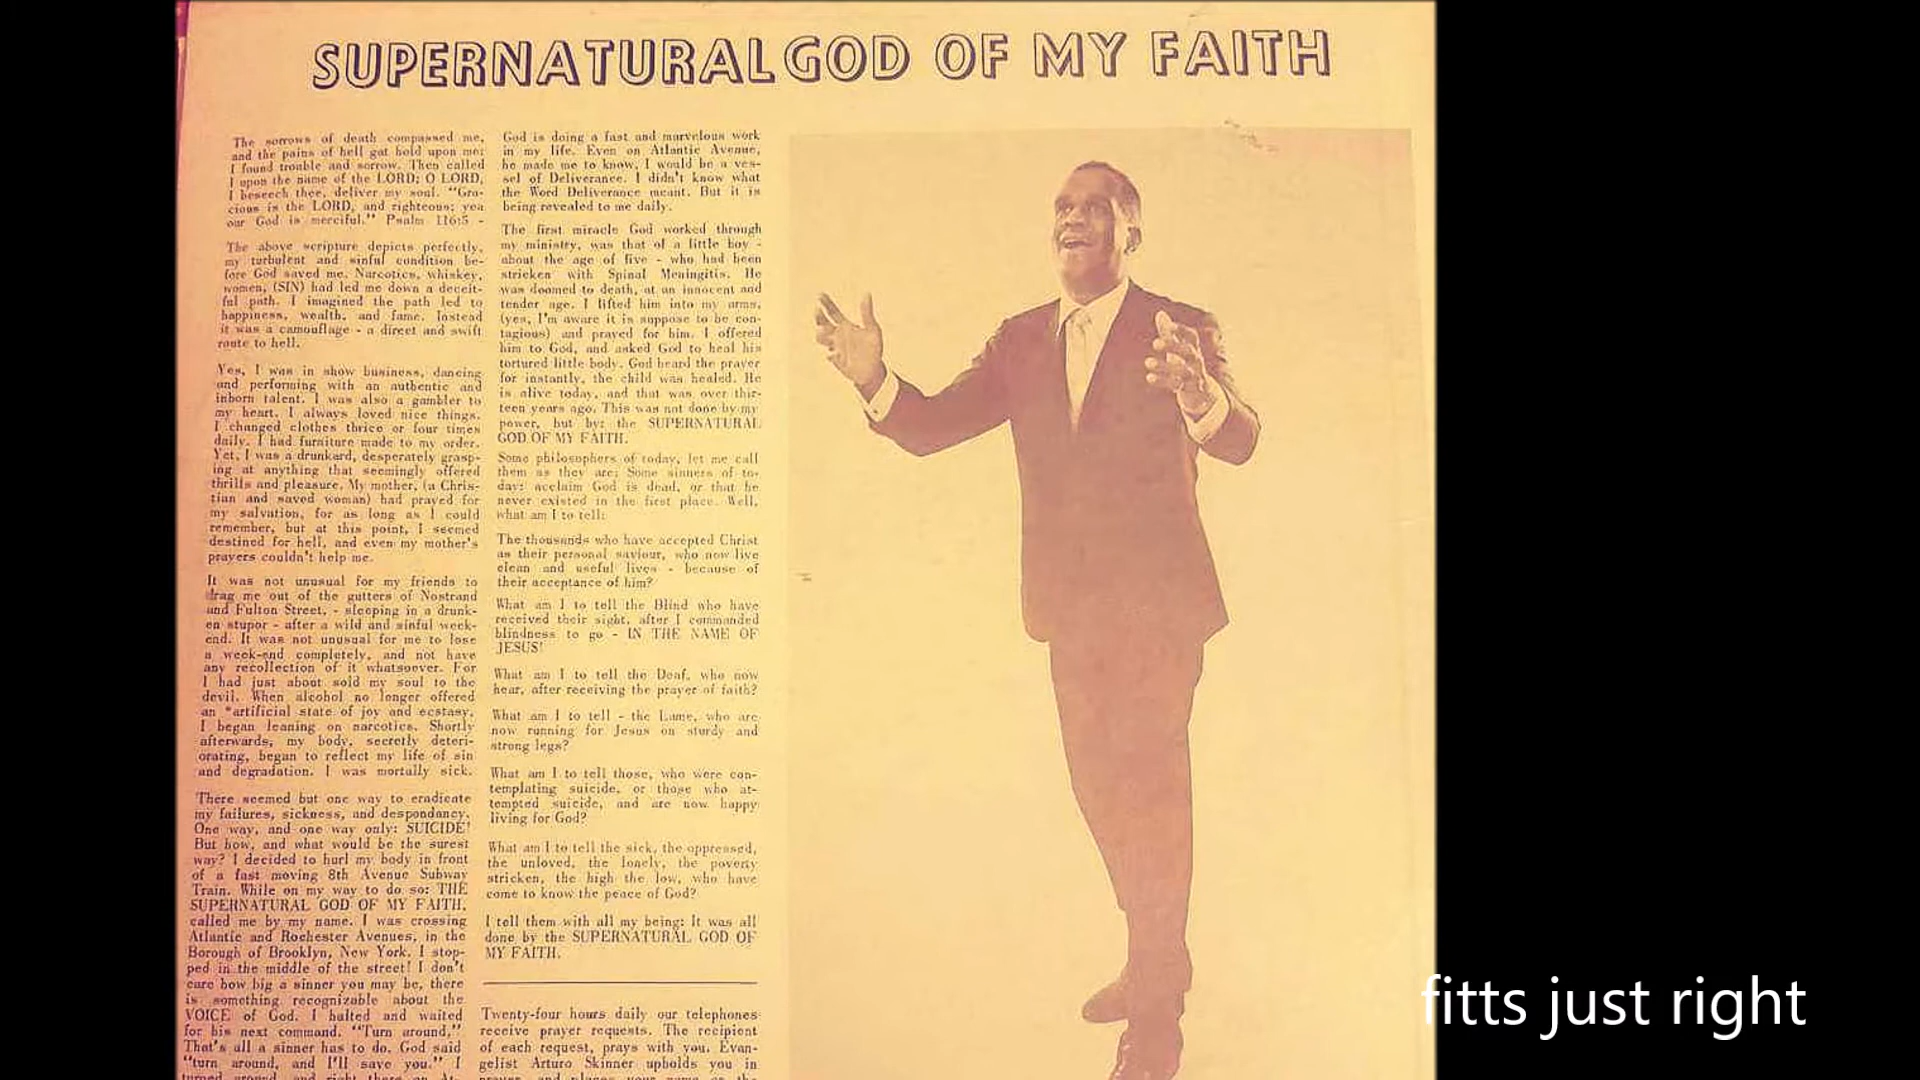 SUPERNATURAL GOD OF MY FAITH
The sorrows of death compassed me,
and the pains of hell gat hold upon me:
I found trouble and sorrow. Then called
I upon the name of the LORD; O LORD,
I beseech thee, deliver my soul. "Gra-
cious is the LORD, and righteous; yea
our God is merciful." Psalm 116:5 -
The above scripture depicts perfectly,
my turbulent and sinful condition be-
fore God saved me. Narcotics, whiskey,
women, (SIN) had led me down a deceit-
ful path. I imagined the path led to
happiness, wealth, and fame. Instead
it was a camouflage - a direct and swift
route to hell.
Yes, I was in show business, dancing
and performing with an authentic and
inborn talent. I was also a gambler to
my heart. I always loved nice things.
I changed clothes thrice or four times
daily. I had furniture made to my order.
Yet, I was a drunkard, desperately grasp-
ing at anything that seemingly offered
thrills and pleasure. My mother, (a Chris-
tian and saved woman) had prayed for
my salvation, for as long as I could
remember, but at this point, I seemed
destined for hell, and even my mother's
prayers couldn't help me.
It was not unusual for my friends to
drag me out of the gutters of Nostrand
and Fulton Street, - sleeping in a drunk-
en stupor - after a wild and sinful week-
end. It was not unusual for me to lose
a week-end completely, and not have
any recollection of it whatsoever. For
I had just about sold my soul to the
devil. When alcohol no longer offered
an "artificial state of joy and ecstasy,
I began leaning on narcotics. Shortly
afterwards, my body, secretly deteri-
orating, began to reflect my life of sin
and degradation. I was mortally sick.
There seemed but one way to eradicate
my failures, sickness, and despondancy.
One way, and one way only: SUICIDE!
But how, and what would be the surest
way? I decided to hurl my body in front
of a fast moving 8th Avenue Subway
Train. While on my way to do so: THE
SUPERNATURAL GOD OF MY FAITH,
called me by my name. I was crossing
Atlantic and Rochester Avenues, in the
Borough of Brooklyn, New York. I stop-
ped in the middle of the street! I don't
care how big a sinner you may be, there
is something recognizable about the
VOICE of God. I halted and waited
for his next command. "Turn around,"
That's all a sinner has to do. God said
"turn around, and I'll save you." I
turned around, and right there on At-
God is doing a fast and marvelous work
in my life. Even on Atlantic Avenue,
he made me to know, I would be a ves-
sel of Deliverance. I didn't know what
the Word Deliverance meant. But it is
being revealed to me daily.
The first miracle God worked through
my ministry, was that of a little boy -
about the age of five - who had been
stricken with Spinal Meningitis. He
was doomed to death, at an innocent and
tender age. I lifted him into my arms,
(yes, I'm aware it is suppose to be con-
tagious) and prayed for him. I offered
him to God, and asked God to heal his
tortured little body. God heard the prayer
for instantly, the child was healed. He
is alive today, and that was over thir-
teen years ago. This was not done by my
power, but by: the SUPERNATURAL
GOD OF MY FAITH.
Some philosophers of today, let me call
them as they are; Some sinners of to-
day: acclaim God is dead, or that he
never existed in the first place. Well,
what am I to tell:
The thousands who have accepted Christ
as their personal saviour, who now live
clean and useful lives - because of
their acceptance of him?
What am I to tell the Blind who have
received their sight, after I commanded
blindness to go - IN THE NAME OF
JESUS!
What am I to tell the Deaf, who now
hear, after receiving the prayer of faith?
What am I to tell - the Lame, who are
now running for Jesus on sturdy and
strong legs?
What am I to tell those, who were con-
templating suicide, or those who at-
tempted suicide, and are now happy
living for God?
What am I to tell the sick, the oppressed,
the unloved, the lonely, the poverty
stricken, the high the low, who have
come to know the peace of God?
I tell them with all my being: It was all
done by the SUPERNATURAL GOD OF
MY FAITH.
Twenty-four hours daily our telephones
receive prayer requests. The recipient
of each request, prays with you. Evan-
gelist Arturo Skinner upholds you in
prayer, and places your name on the
fitts just right